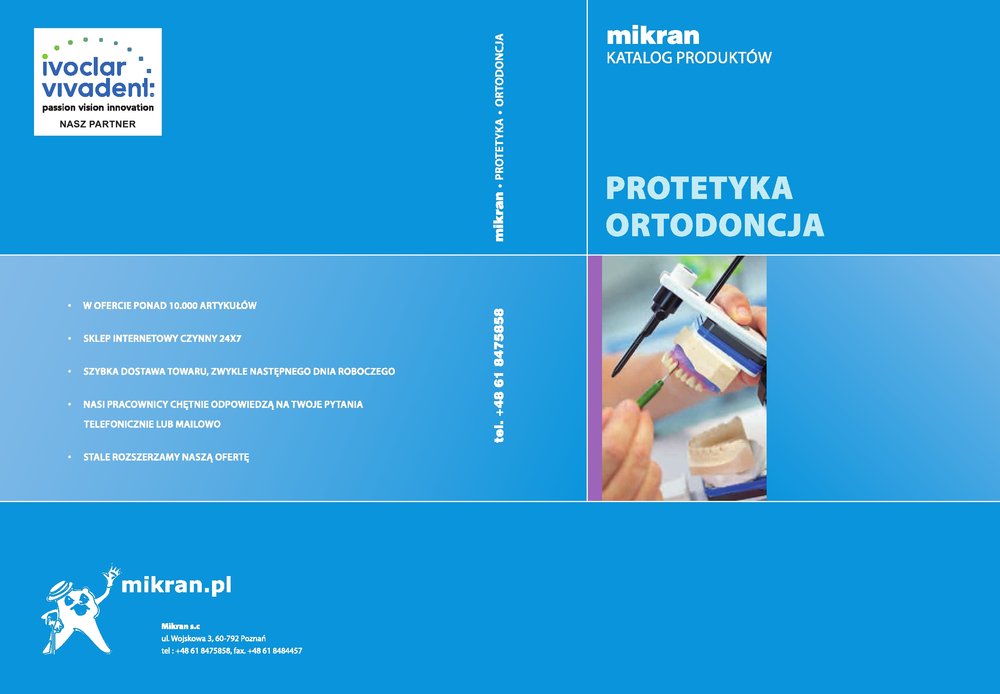 ivoclar
vivadent:
passion vision innovation
NASZ PARTNER
• W OFERCIE PONAD 10.000 ARTYKUŁÓW
• SKLEP INTERNETOWY CZYNNY 24X7
• SZYBKA DOSTAWA TOWARU, ZWYKLE NASTĘPNEGO DNIA ROBOCZEGO
• NASI PRACOWNICY CHĘTNIE ODPOWIEDZĄ NA TWOJE PYTANIA
TELEFONICZNIE LUB MAILOWO
• STALE ROZSZERZAMY NASZĄ OFERTĘ
mikran.pl
Mikran s.c
ul. Wojskowa 3, 60-792 Poznań
tel : +48 61 8475858, fax. +48 61 8484457
mikran • PROTETYKA • ORTODONCJA
tel. +48 61 8475858
mikran
KATALOG PRODUKTÓW
PROTETYKA
ORTODONCJA